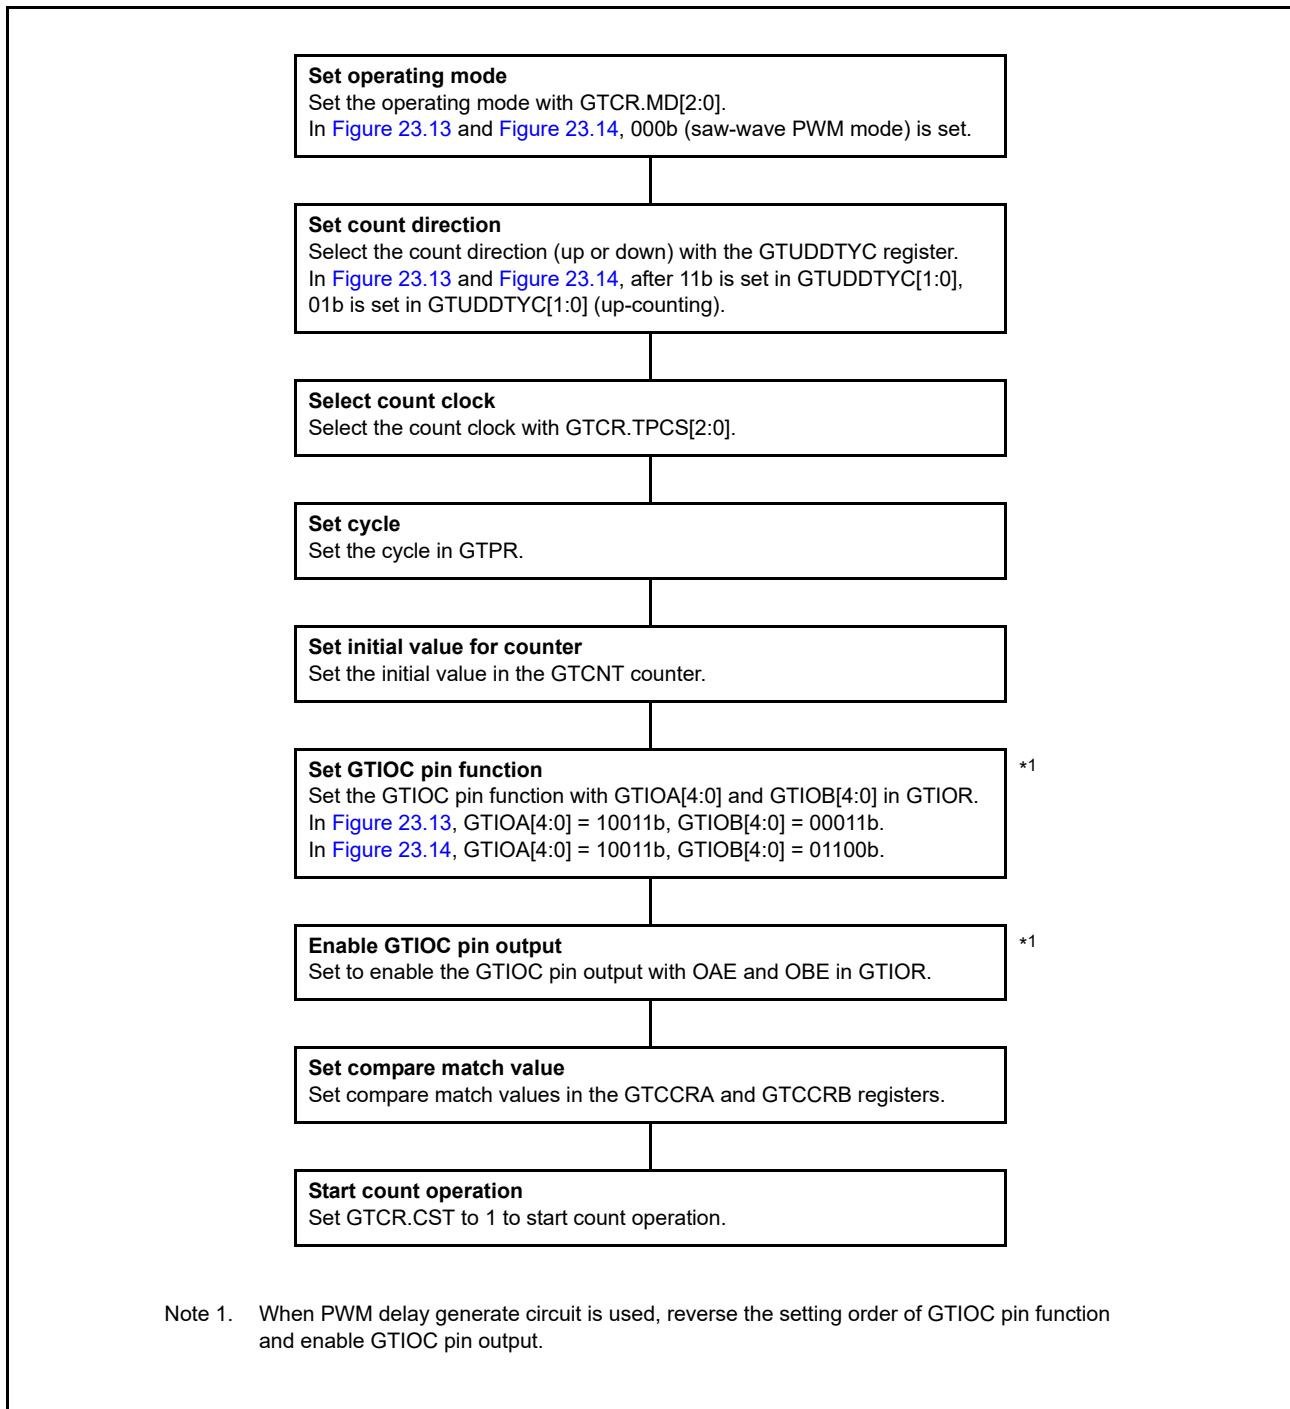 Set operating mode
Set the operating mode with GTCR.MD[2:0].
In Figure 23.13 and Figure 23.14, 000b (saw-wave PWM mode) is set.
Set count direction
Select the count direction (up or down) with the GTUDDTYC register.
In Figure 23.13 and Figure 23.14, after 11b is set in GTUDDTYC[1:0],
01b is set in GTUDDTYC[1:0] (up-counting).
Select count clock
Select the count clock with GTCR.TPCS[2:0].
Set cycle
Set the cycle in GTPR.
Set initial value for counter
Set the initial value in the GTCNT counter.
Set GTIOC pin function *1
Set the GTIOC pin function with GTIOA[4:0] and GTIOB[4:0] in GTIOR.
In Figure 23.13, GTIOA[4:0] = 10011b, GTIOB[4:0] = 00011b.
In Figure 23.14, GTIOA[4:0] = 10011b, GTIOB[4:0] = 01100b.
Enable GTIOC pin output *1
Set to enable the GTIOC pin output with OAE and OBE in GTIOR.
Set compare match value
Set compare match values in the GTCCRA and GTCCRB registers.
Start count operation
Set GTCR.CST to 1 to start count operation.
Note 1. When PWM delay generate circuit is used, reverse the setting order of GTIOC pin function
and enable GTIOC pin output.